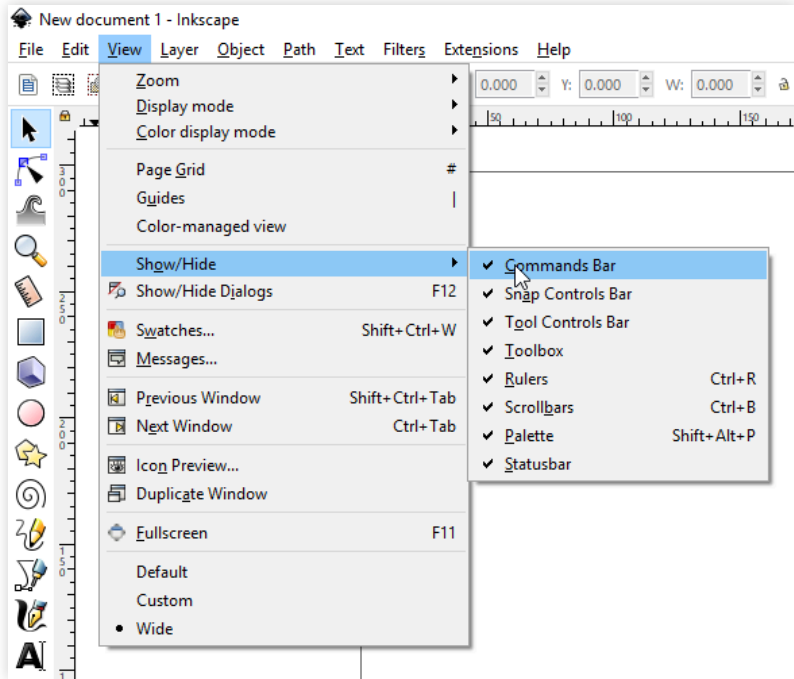 New document 1 - Inkscape
File Edit View Layer Object Path Text Filters Extensions Help
0.000 Y: 0.000 W: 0.000
50 100 150
Zoom
Display mode
Color display mode
Page Grid #
Guides |
Color-managed view
Show/Hide
Show/Hide Dialogs F12
Swatches... Shift+Ctrl+W
Messages...
Previous Window Shift+Ctrl+Tab
Next Window Ctrl+Tab
Icon Preview...
Duplicate Window
Fullscreen F11
Default
Custom
Wide
Commands Bar
Snap Controls Bar
Tool Controls Bar
Toolbox
Rulers Ctrl+R
Scrollbars Ctrl+B
Palette Shift+Alt+P
Statusbar
300
250
200
150